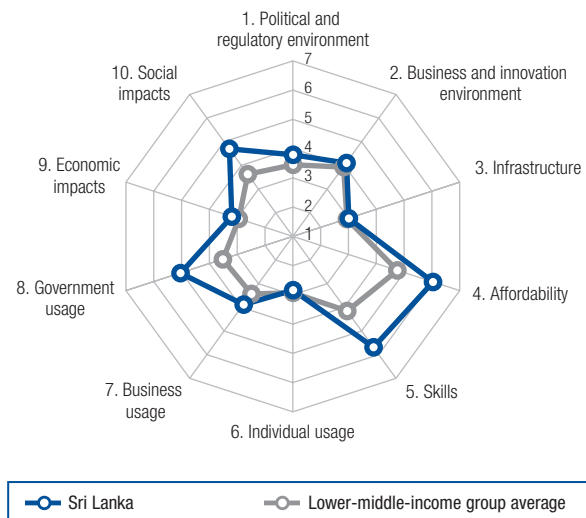 1. Political and
regulatory environment
2. Business and innovation
environment
3. Infrastructure
4. Affordability
5. Skills
6. Individual usage
7. Business
usage
8. Government
usage
9. Economic
impacts
10. Social
impacts
7
6
5
4
3
2
1
Sri Lanka
Lower-middle-income group average